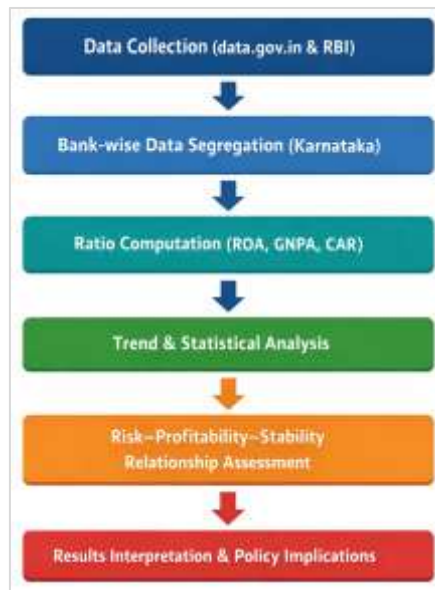 Data Collection (data.gov.in & RBI)
Bank-wise Data Segregation (Karnataka)
Ratio Computation (ROA, GNPA, CAR)
Trend & Statistical Analysis
Risk–Profitability–Stability
Relationship Assessment
Results Interpretation & Policy Implications